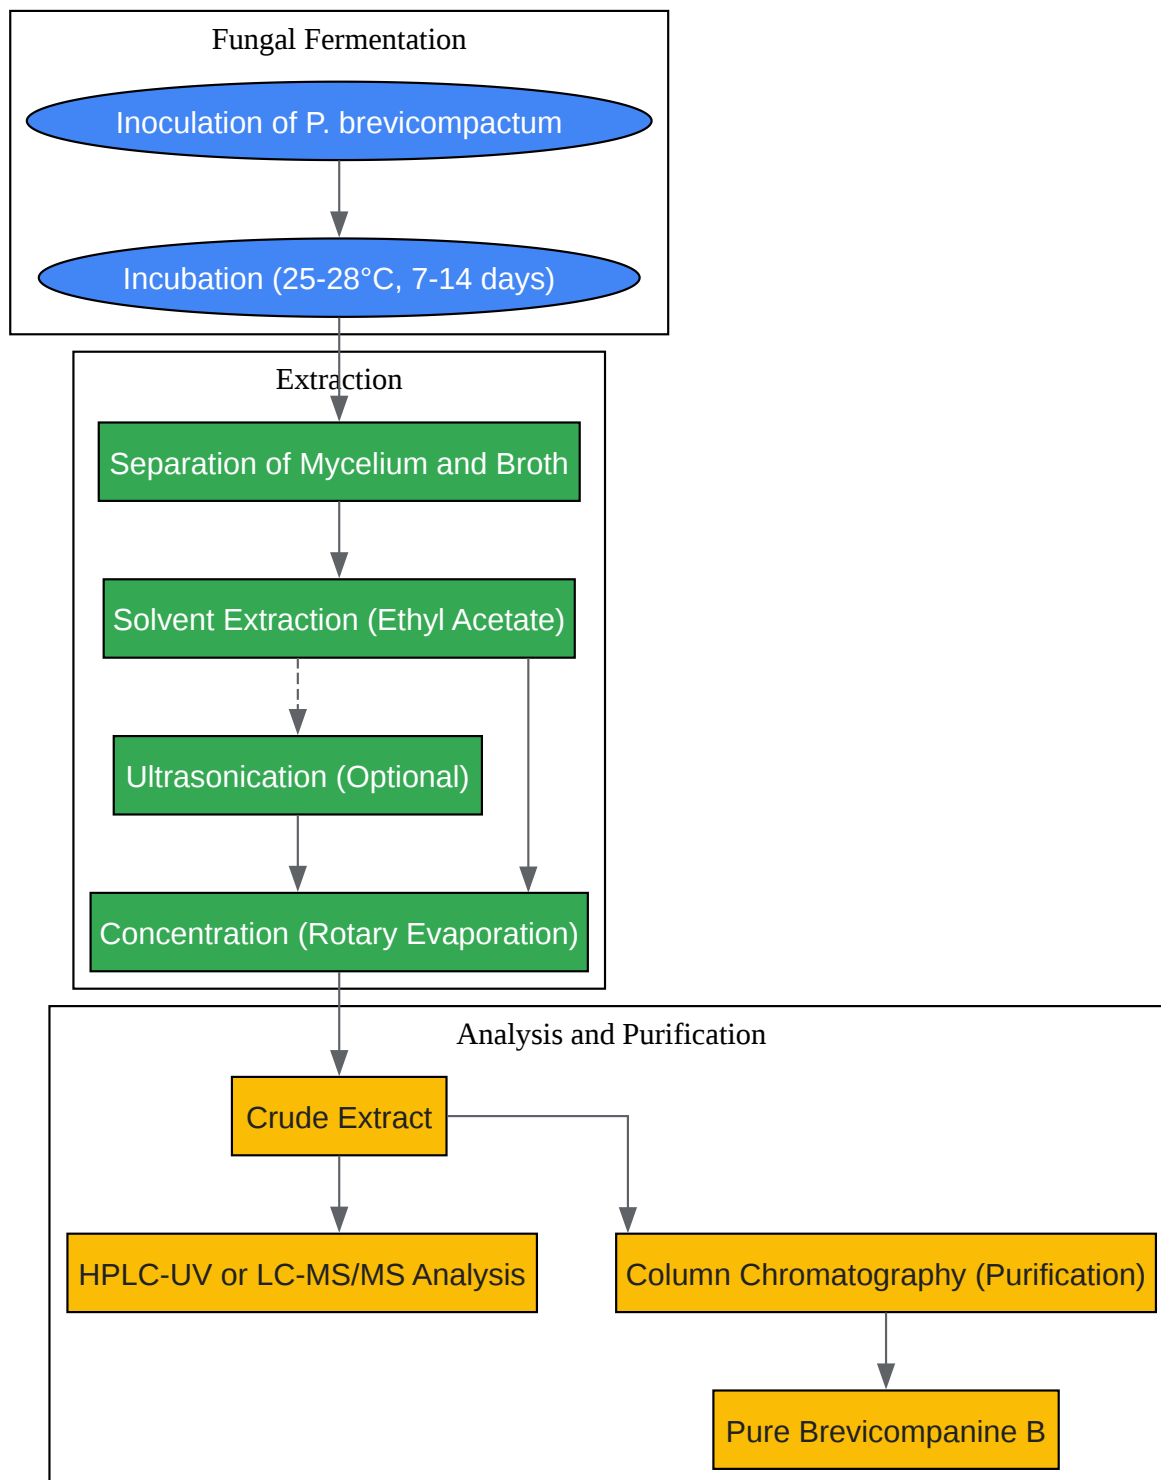 Fungal Fermentation
Inoculation of P. brevicompactum
Incubation (25-28°C, 7-14 days)
Extraction
Separation of Mycelium and Broth
Solvent Extraction (Ethyl Acetate)
Ultrasonication (Optional)
Concentration (Rotary Evaporation)
Analysis and Purification
Crude Extract
HPLC-UV or LC-MS/MS Analysis
Column Chromatography (Purification)
Pure Brevicompanine B